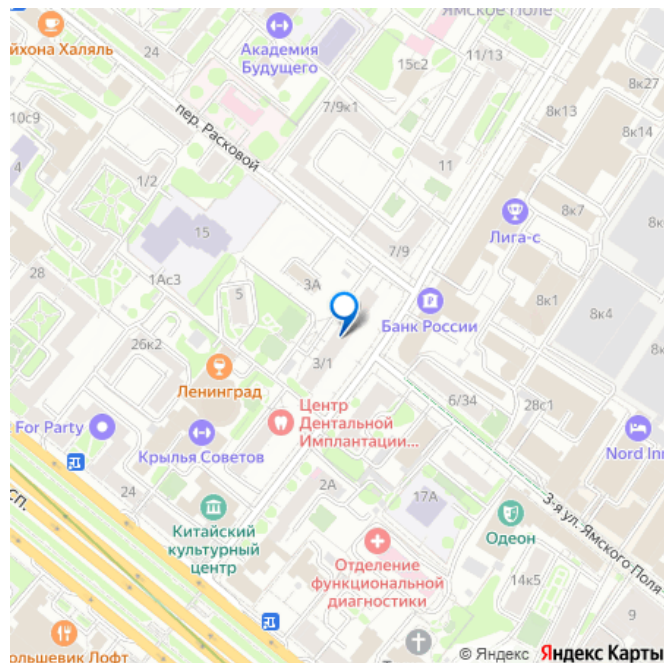 Ямское Поле
йхона Халяль
24
Академия
Будущего
15с2
11/13
8к27
8к13
7/9к1
8к14
10с9
пер. Расковой
4
11
1/2
8к7
15
Лига-с
7/9
28
1Ас3
3А
5
8к1
8к4
Банк России
26к2
3/1
Ленинград
6/34
28с1
Центр
Дентальной
Имплантации...
For Party
Крылья Советов
Nord Inn
24
СП.
2А
17А
3-я ул. Ямского Поля
Китайский
культурный
центр
Одеон
Отделение
функциональной
диагностики
14к5
9
ольшевик Лофт
© Яндекс Яндекс Карты